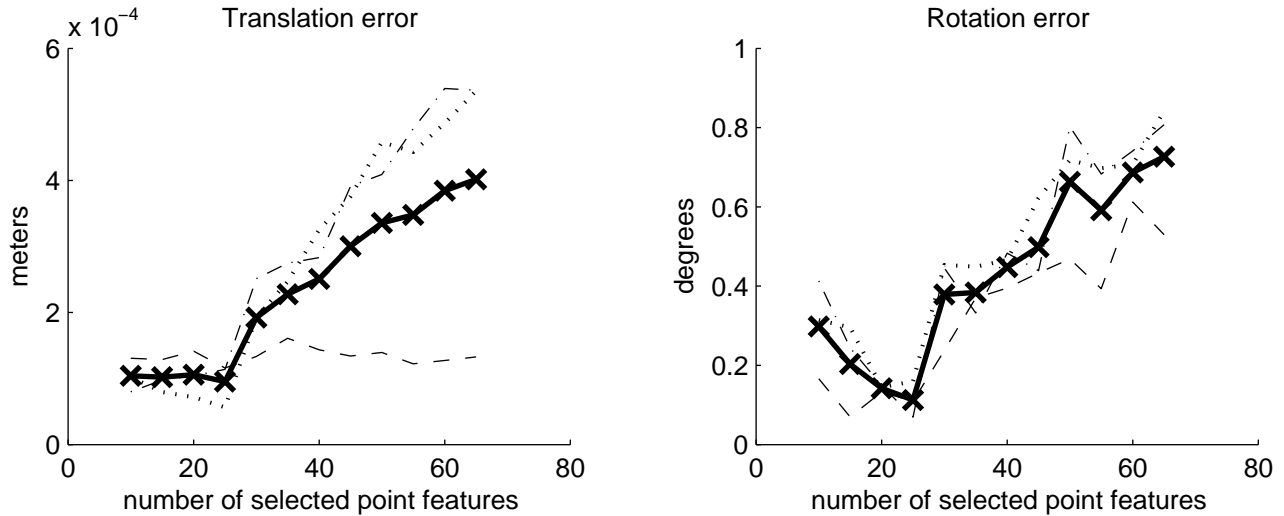 Translation error
x 10⁻⁴
6
4
2
0
meters
0 20 40 60 80
number of selected point features
Rotation error
1
0.8
0.6
0.4
0.2
0
degrees
0 20 40 60 80
number of selected point features